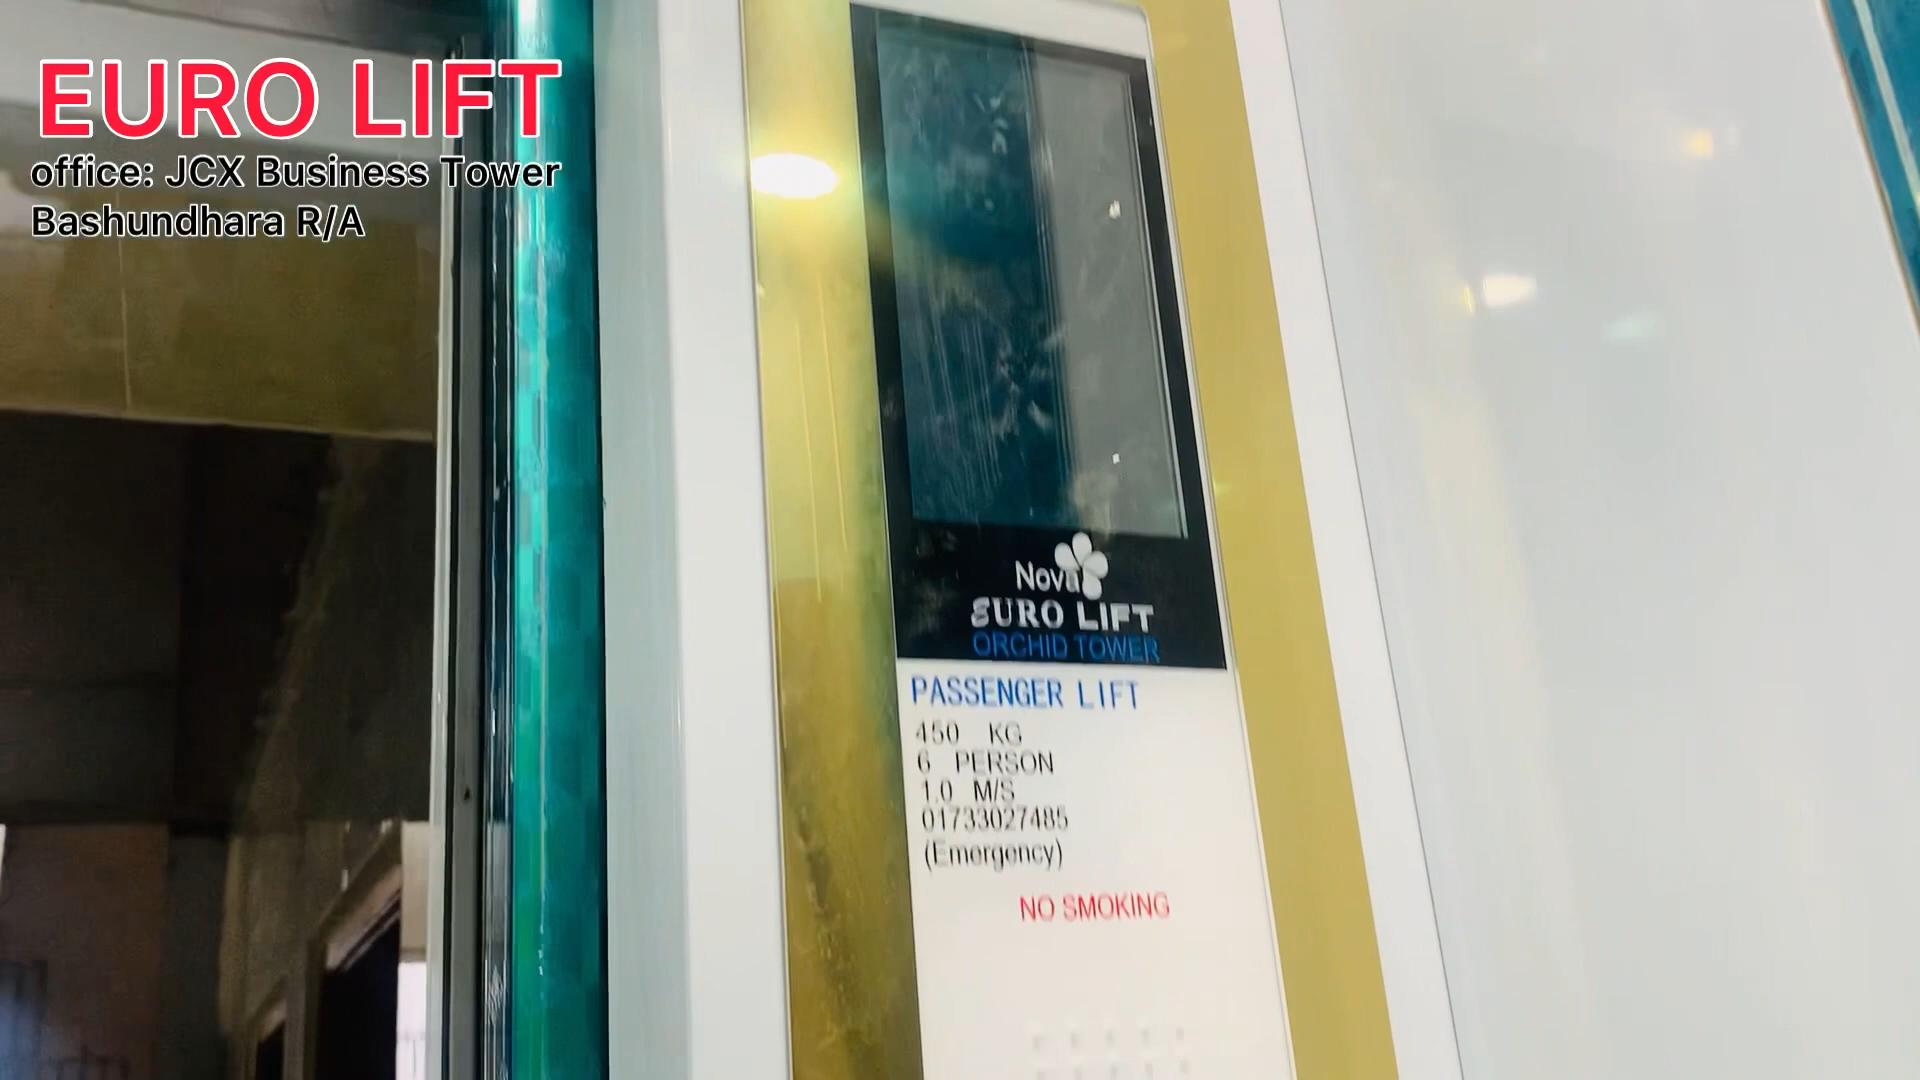 EURO LIFT
office: JCX Business Tower
Bashundhara R/A
Nova
EURO LIFT
ORCHID TOWER
PASSENGER LIFT
450 KG
6 PERSON
1.0 M/S
01733027485
(Emergency)
NO SMOKING